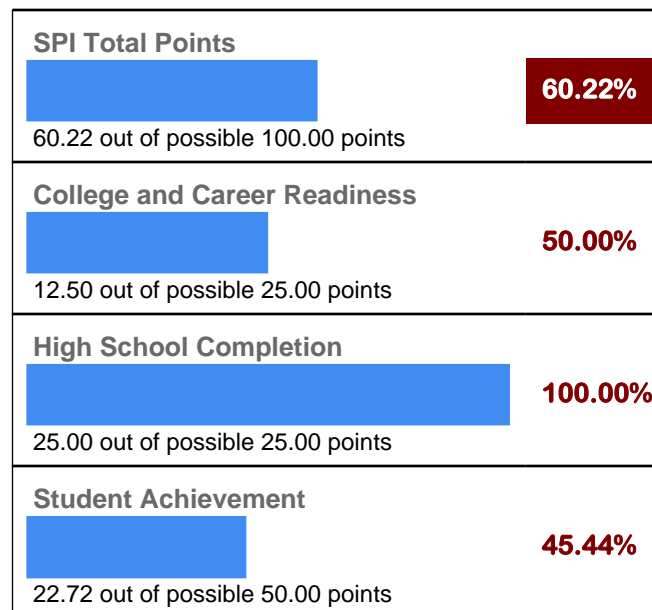 SPI Total Points
60.22%
60.22 out of possible 100.00 points
College and Career Readiness
50.00%
12.50 out of possible 25.00 points
High School Completion
100.00%
25.00 out of possible 25.00 points
Student Achievement
45.44%
22.72 out of possible 50.00 points